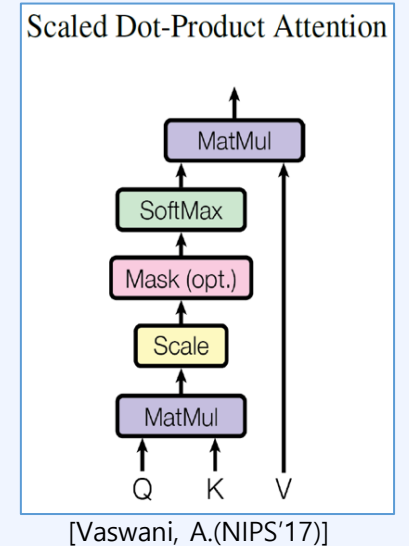 Scaled Dot-Product Attention
MatMul
SoftMax
Mask (opt.)
Scale
MatMul
Q K V
[Vaswani, A.(NIPS'17)]